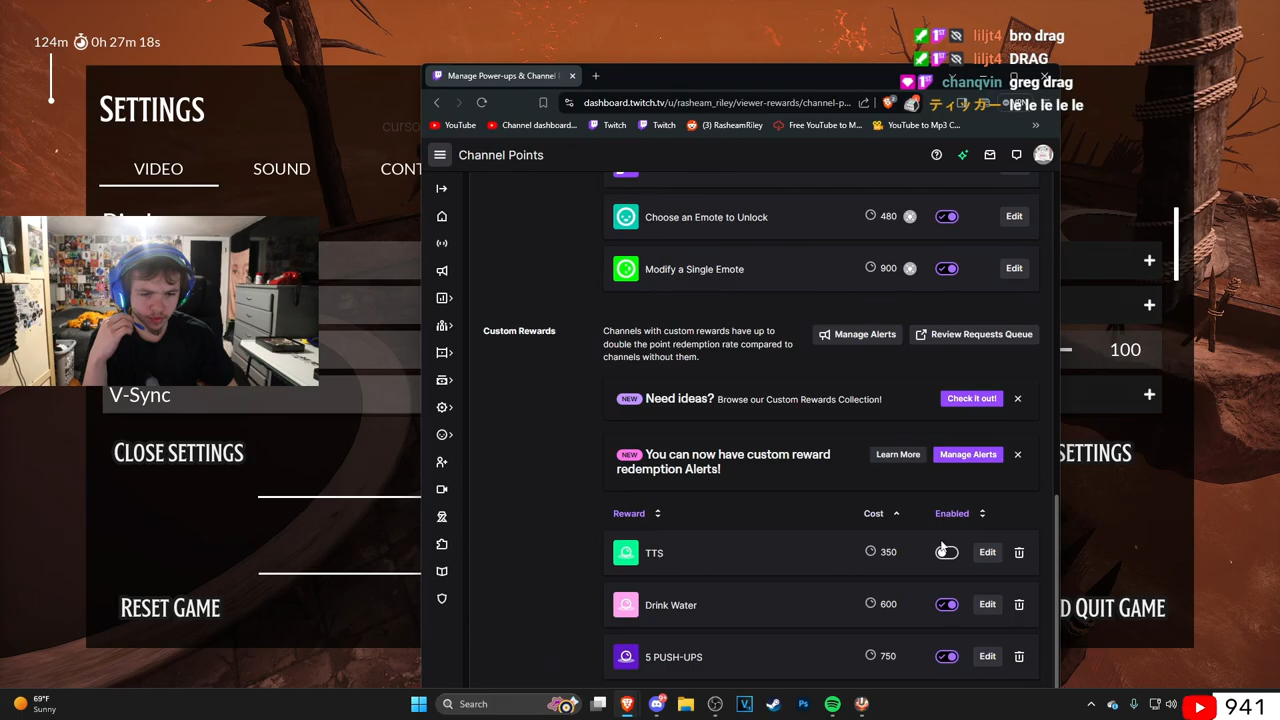 124m 0h 27m 18s
liljt4 bro drag
liljt4 DRAG
chanqvin greg drag
ティッカー le le le le le
SETTINGS
VIDEO
SOUND
V-Sync
100
CLOSE SETTINGS
SETTINGS
RESET GAME
D QUIT GAME
Manage Power-ups & Channel
dashboard.twitch.tv/u/rasheam_riley/viewer-rewards/channel-p...
YouTube
Channel dashboard...
Twitch
Twitch
(3) RasheamRiley
Free YouTube to M...
YouTube to Mp3 C...
Channel Points
Choose an Emote to Unlock
480
Edit
Modify a Single Emote
900
Edit
Custom Rewards
Channels with custom rewards have up to
double the point redemption rate compared to
channels without them.
Manage Alerts
Review Requests Queue
NEW Need ideas? Browse our Custom Rewards Collection!
Check it out!
NEW You can now have custom reward
redemption Alerts!
Learn More
Manage Alerts
Reward
Cost
Enabled
TTS
350
Edit
Drink Water
600
Edit
5 PUSH-UPS
750
Edit
69°F
Sunny
Search
941